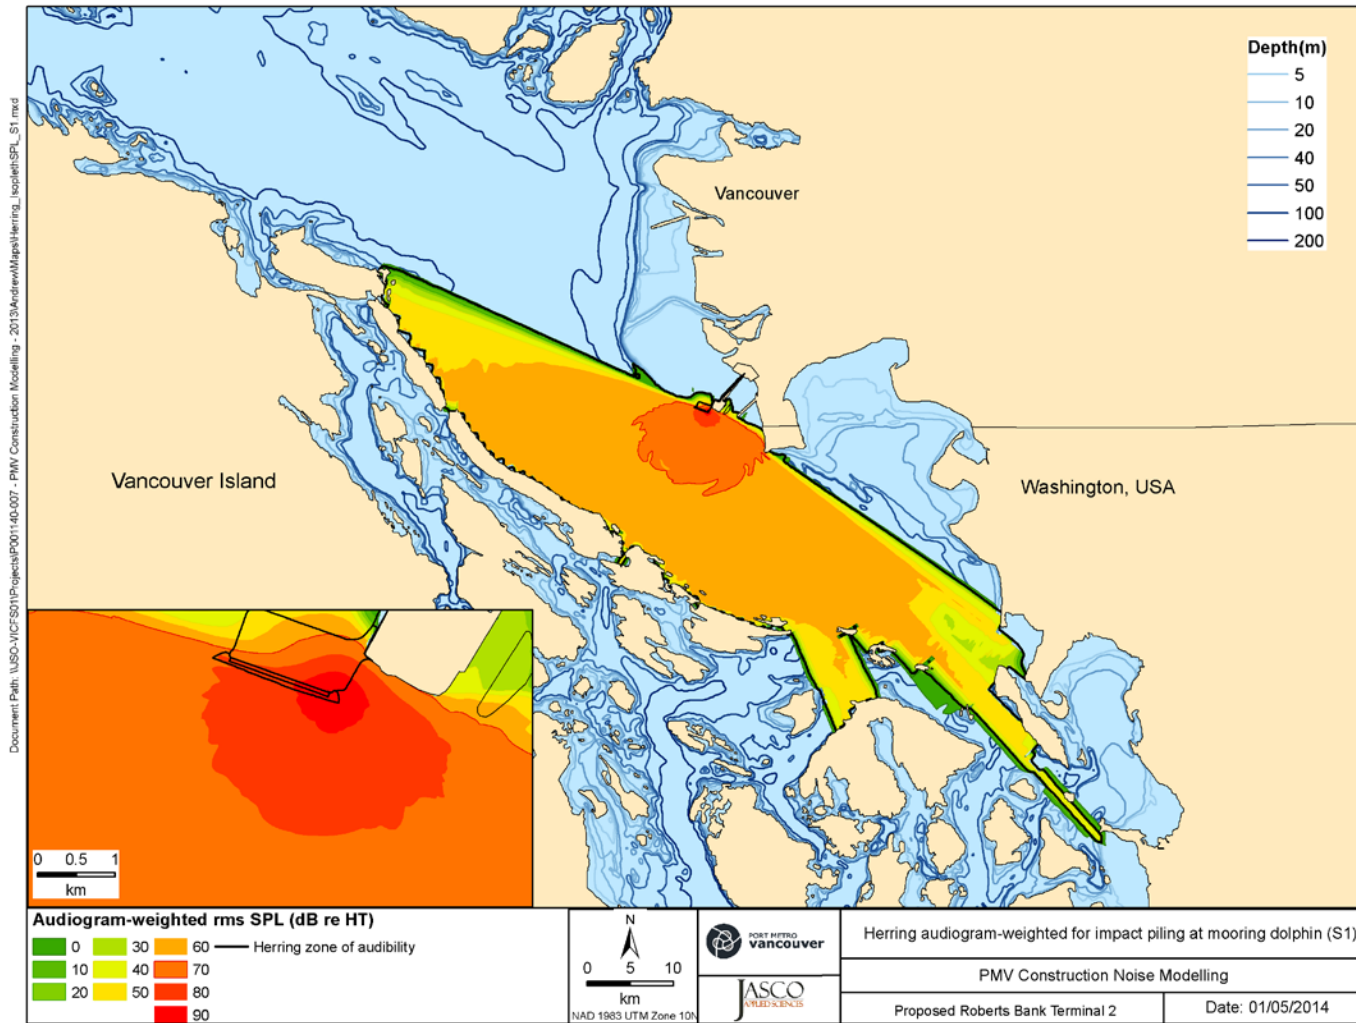 Document Path: \\JSO-VICFS01\Projects\P001140-007 - PMV Construction Modelling - 2013\Andrew\Maps\Herring_IsoplethSPL_S1.mxd
Depth(m)
5
10
20
40
50
100
200
Vancouver
Vancouver Island
Washington, USA
0 0.5 1
km
Audiogram-weighted rms SPL (dB re HT)
0 30 60 Herring zone of audibility
10 40 70
20 50 80
90
N
0 5 10
km
NAD 1983 UTM Zone 10N
PORT METRO
vancouver
JASCO
APPLIED SCIENCES
Herring audiogram-weighted for impact piling at mooring dolphin (S1)
PMV Construction Noise Modelling
Proposed Roberts Bank Terminal 2
Date: 01/05/2014